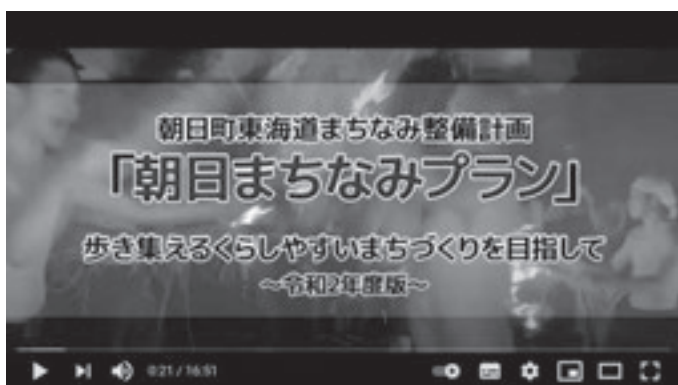 朝日町東海道まちなみ整備計画
「朝日まちなみプラン」
歩き集えるくらしやすいまちづくりを目指して
~令和2年度版~
0:21 / 16:51